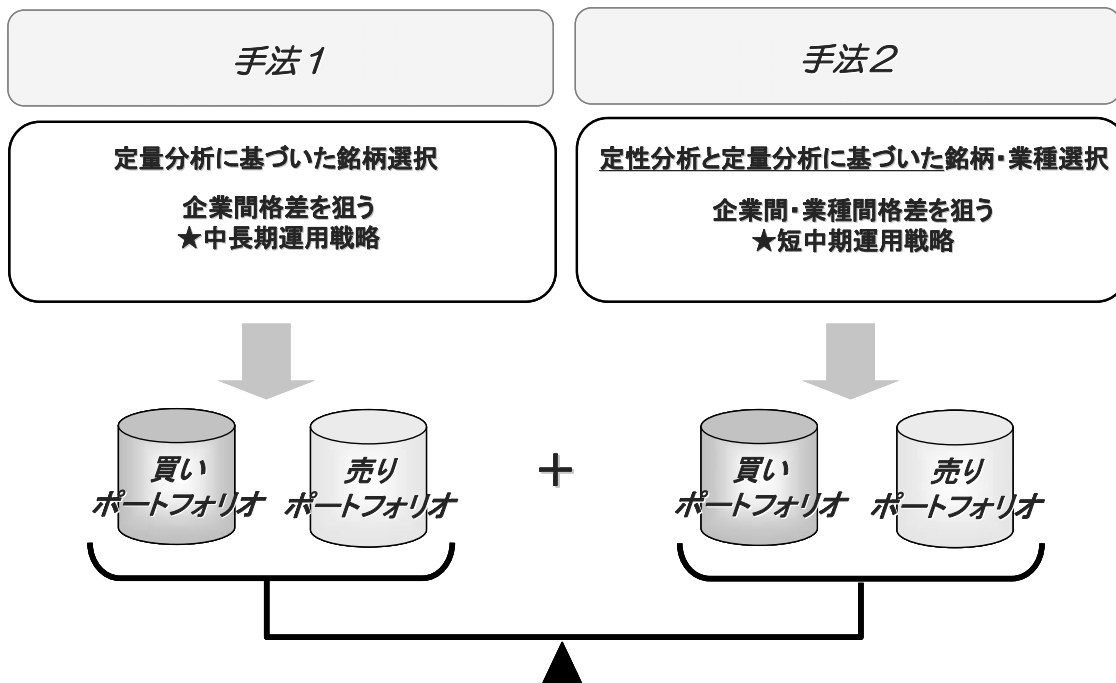 手法１
手法２
定量分析に基づいた銘柄選択
企業間格差を狙う
★中長期運用戦略
定性分析と定量分析に基づいた銘柄・業種選択
企業間・業種間格差を狙う
★短中期運用戦略
買い
ポートフォリオ
売り
ポートフォリオ
＋
買い
ポートフォリオ
売り
ポートフォリオ